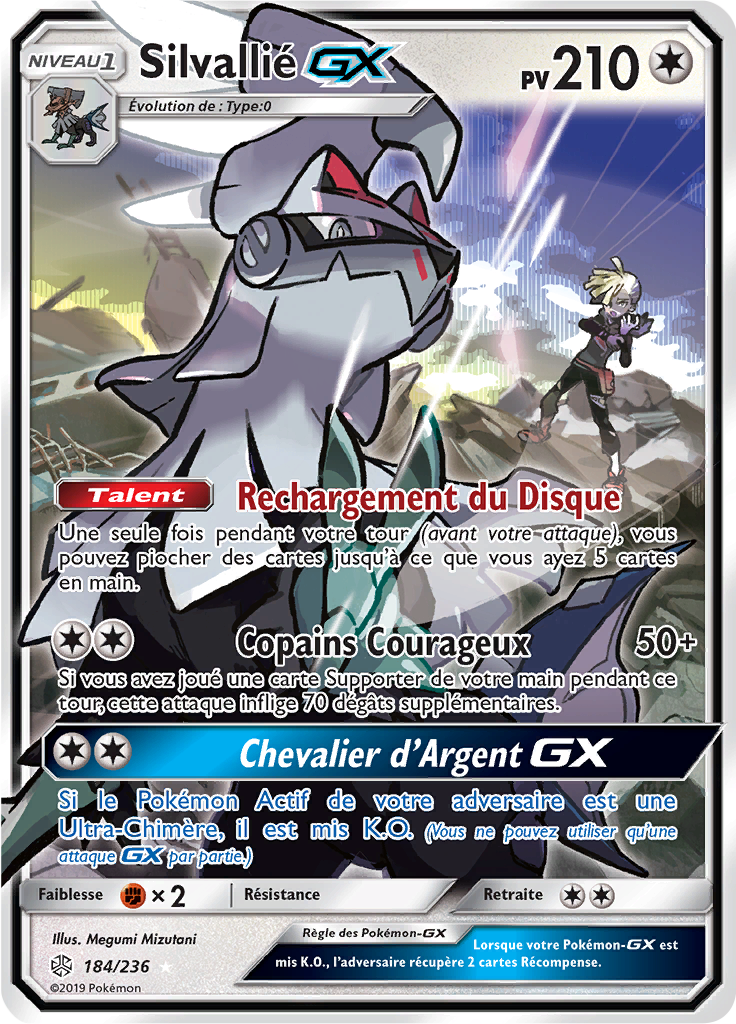 NIVEAU 1
Silvallié GX
PV 210
Évolution de : Type:0
Talent Rechargement du Disque
Une seule fois pendant votre tour (avant votre attaque), vous
pouvez piocher des cartes jusqu'à ce que vous ayez 5 cartes
en main.
Copains Courageux 50+
Si vous avez joué une carte Supporter de votre main pendant ce
tour, cette attaque inflige 70 dégâts supplémentaires.
Chevalier d'Argent GX
Si le Pokémon Actif de votre adversaire est une
Ultra-Chimère, il est mis K.O. (Vous ne pouvez utiliser qu'une
attaque GX par partie.)
Faiblesse ×2 Résistance Retraite
Illus. Megumi Mizutani
Règle des Pokémon-GX
Lorsque votre Pokémon-GX est
mis K.O., l'adversaire récupère 2 cartes Récompense.
184/236
©2019 Pokémon